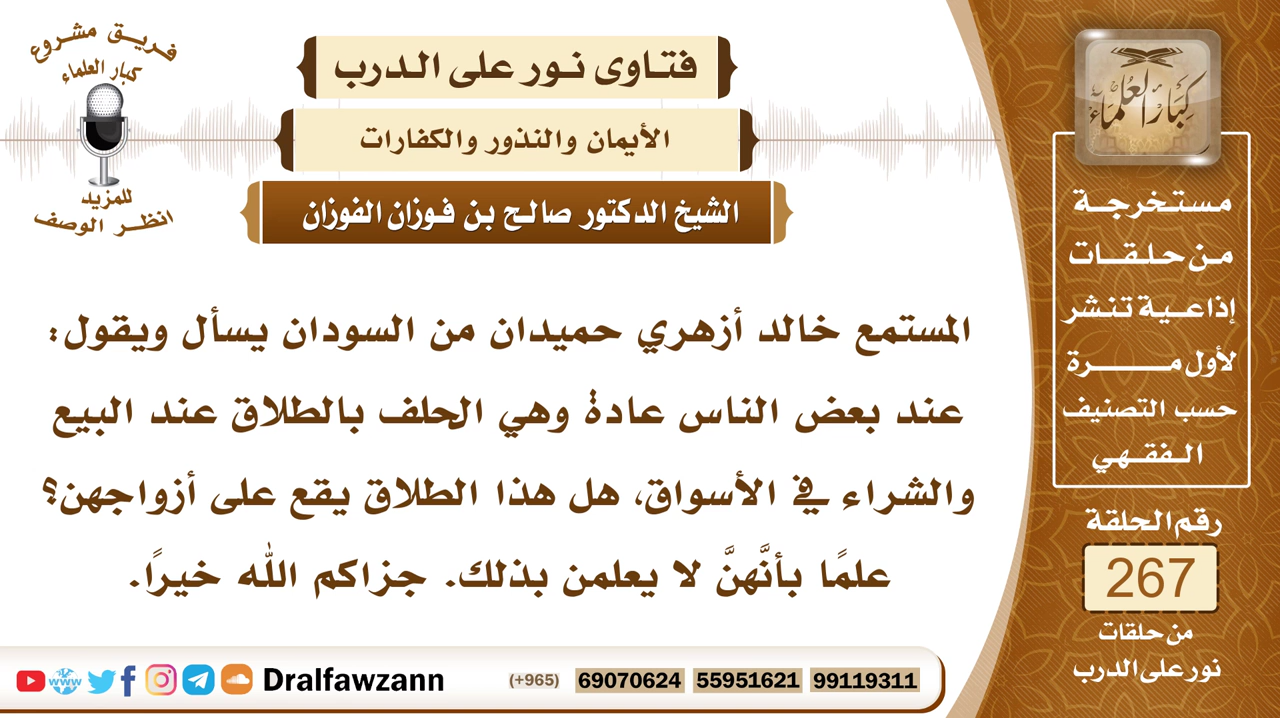 فريق مشروع
كبار العلماء
للمزيد
انظر الوصف
فتاوى نور على الدرب
الأيمان والنذور والكفارات
الشيخ الدكتور صالح بن فوزان الفوزان
المستمع خالد أزهري حميدان من السودان يسأل ويقول:
عند بعض الناس عادة وهي الحلف بالطلاق عند البيع
والشراء في الأسواق، هل هذا الطلاق يقع على أزواجهن؟
علمًا بأنَّهنَّ لا يعلمن بذلك. جزاكم الله خيرًا.
كبار العلماء
مستخرجة
من حلقات
إذاعية تنشر
لأول مرة
حسب التصنيف
الفقهي
رقم الحلقة
267
من حلقات
نور على الدرب
www
Dralfawzann
(+965) 69070624 55951621 99119311